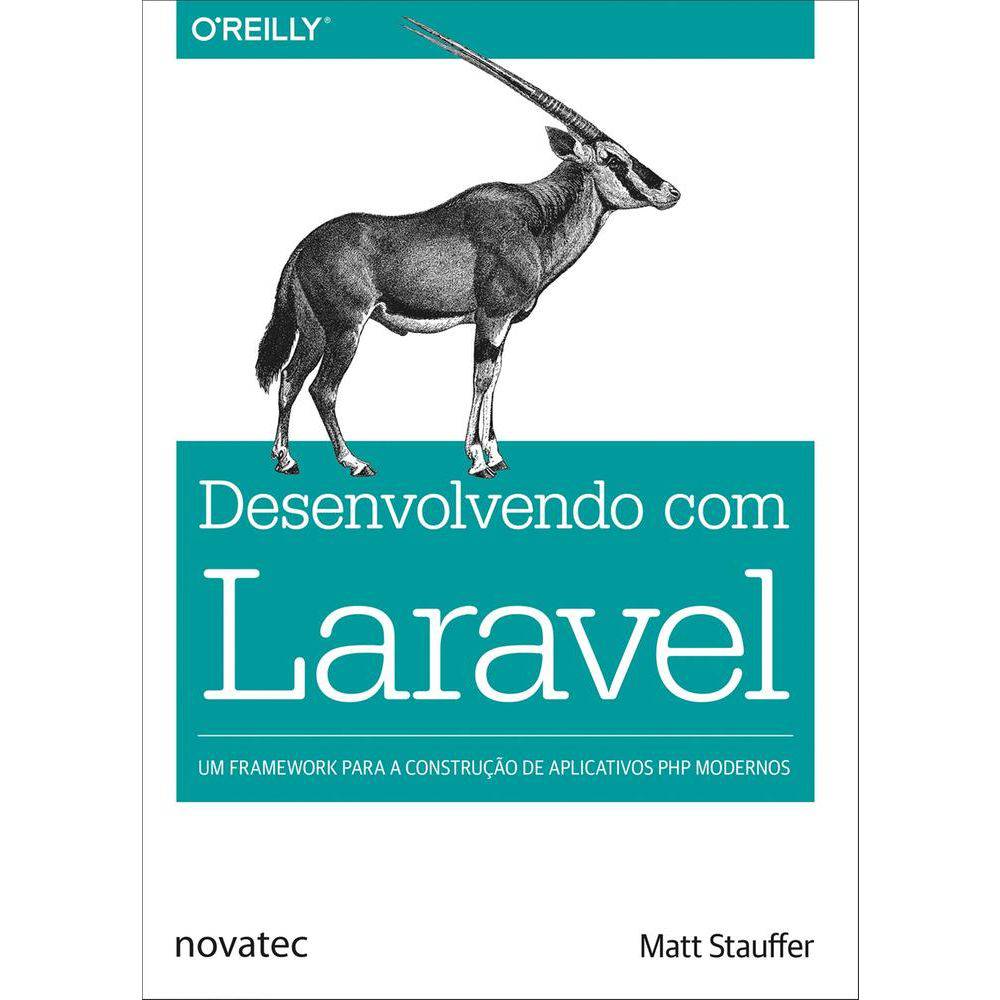 O'REILLY®
Desenvolvendo com
Laravel
UM FRAMEWORK PARA A CONSTRUÇÃO DE APLICATIVOS PHP MODERNOS
novatec
Matt Stauffer